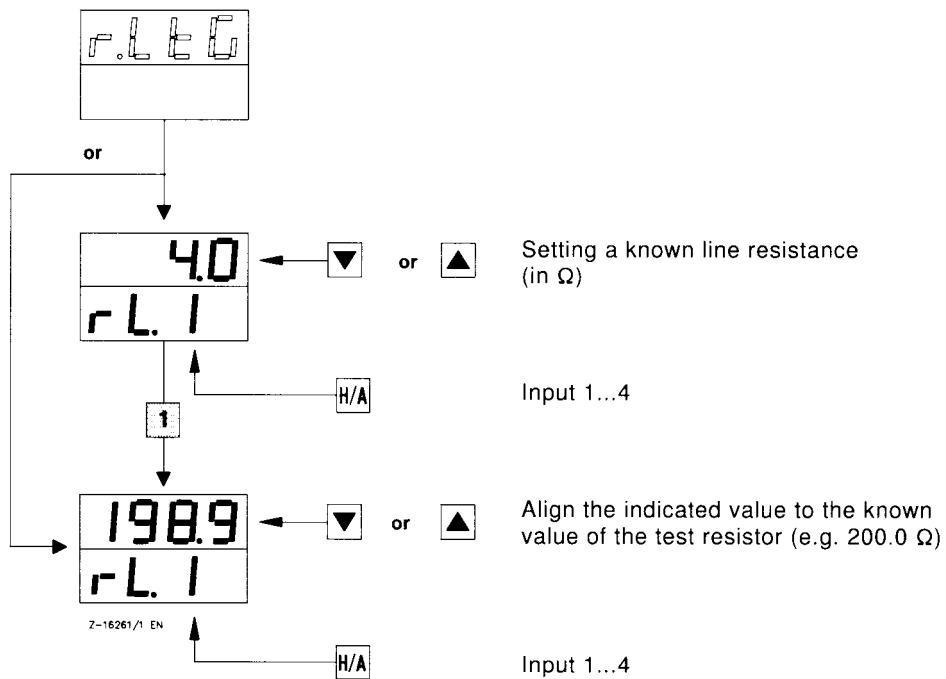 r.LtG
or
4.0
▼ or ▲ Setting a known line resistance
(in Ω)
rL. 1
H/A Input 1...4
1
198.9
▼ or ▲ Align the indicated value to the known
value of the test resistor (e.g. 200.0 Ω)
rL. 1
Z-16261/1 EN
H/A Input 1...4